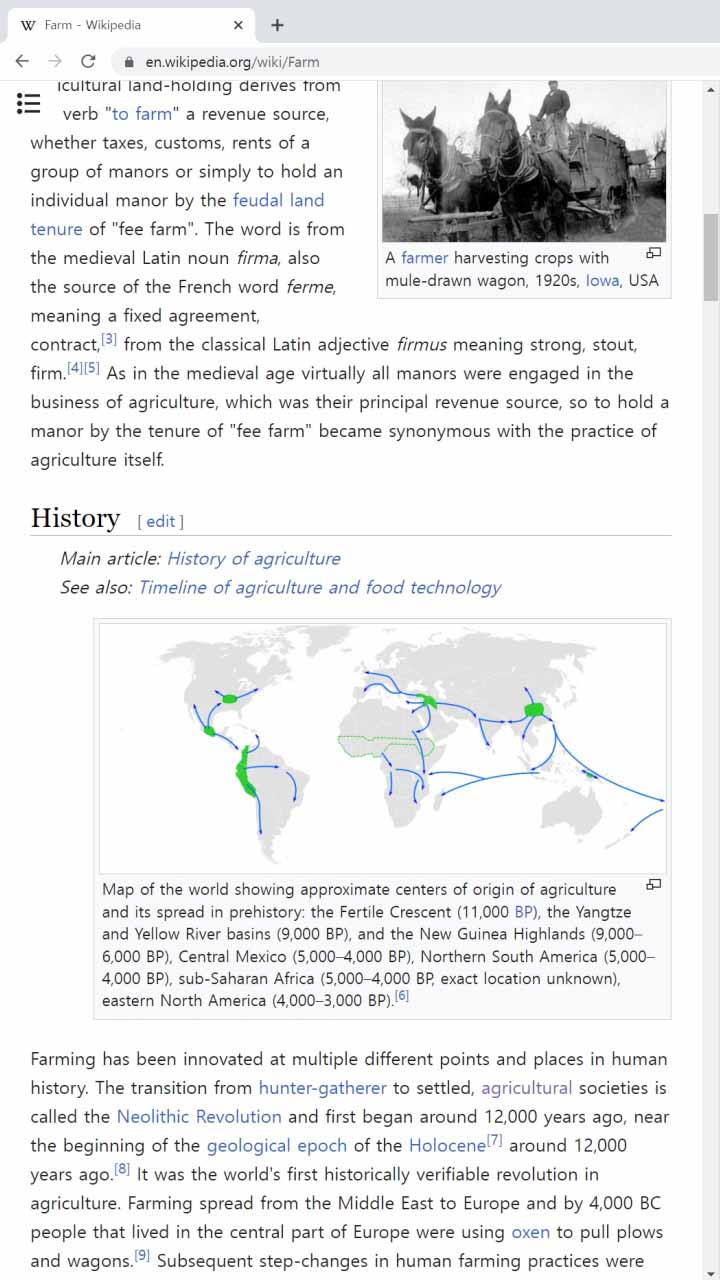 Farm - Wikipedia
en.wikipedia.org/wiki/Farm
icultural land-holding derives from
verb "to farm" a revenue source,
whether taxes, customs, rents of a
group of manors or simply to hold an
individual manor by the feudal land
tenure of "fee farm". The word is from
the medieval Latin noun firma, also
the source of the French word ferme,
meaning a fixed agreement,
A farmer harvesting crops with
mule-drawn wagon, 1920s, Iowa, USA
contract,[3] from the classical Latin adjective firmus meaning strong, stout,
firm.[4][5] As in the medieval age virtually all manors were engaged in the
business of agriculture, which was their principal revenue source, so to hold a
manor by the tenure of "fee farm" became synonymous with the practice of
agriculture itself.
History [ edit ]
Main article: History of agriculture
See also: Timeline of agriculture and food technology
Map of the world showing approximate centers of origin of agriculture
and its spread in prehistory: the Fertile Crescent (11,000 BP), the Yangtze
and Yellow River basins (9,000 BP), and the New Guinea Highlands (9,000–
6,000 BP), Central Mexico (5,000–4,000 BP), Northern South America (5,000–
4,000 BP), sub-Saharan Africa (5,000–4,000 BP, exact location unknown),
eastern North America (4,000–3,000 BP).[6]
Farming has been innovated at multiple different points and places in human
history. The transition from hunter-gatherer to settled, agricultural societies is
called the Neolithic Revolution and first began around 12,000 years ago, near
the beginning of the geological epoch of the Holocene[7] around 12,000
years ago.[8] It was the world's first historically verifiable revolution in
agriculture. Farming spread from the Middle East to Europe and by 4,000 BC
people that lived in the central part of Europe were using oxen to pull plows
and wagons.[9] Subsequent step-changes in human farming practices were